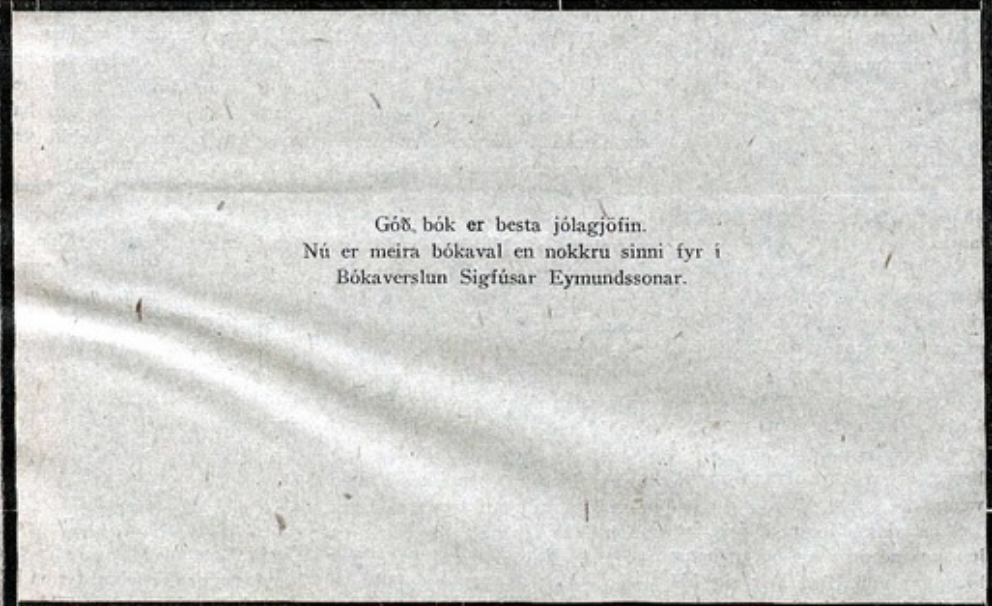 Góð bók er besta jólagjöfin.
Nú er meira bókaval en nokkru sinni fyr í
Bókaverslun Sigfúsar Eymundssonar.